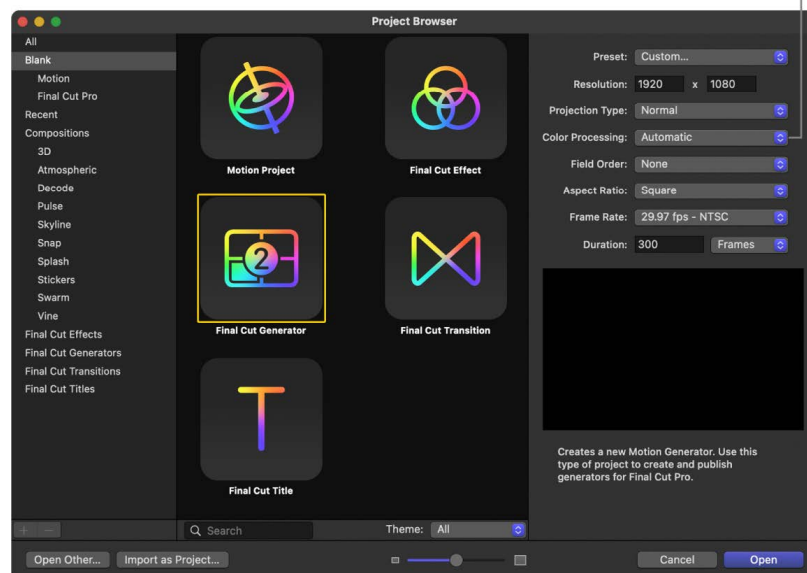 Project Browser
All
Blank
Motion
Final Cut Pro
Recent
Compositions
3D
Atmospheric
Decode
Pulse
Skyline
Snap
Splash
Stickers
Swarm
Vine
Final Cut Effects
Final Cut Generators
Final Cut Transitions
Final Cut Titles
Motion Project
Final Cut Effect
2
Final Cut Generator
Final Cut Transition
T
Final Cut Title
Search
Theme: All
Preset: Custom...
Resolution: 1920 x 1080
Projection Type: Normal
Color Processing: Automatic
Field Order: None
Aspect Ratio: Square
Frame Rate: 29.97 fps - NTSC
Duration: 300 Frames
Creates a new Motion Generator. Use this
type of project to create and publish
generators for Final Cut Pro.
Open Other...
Import as Project...
Cancel
Open